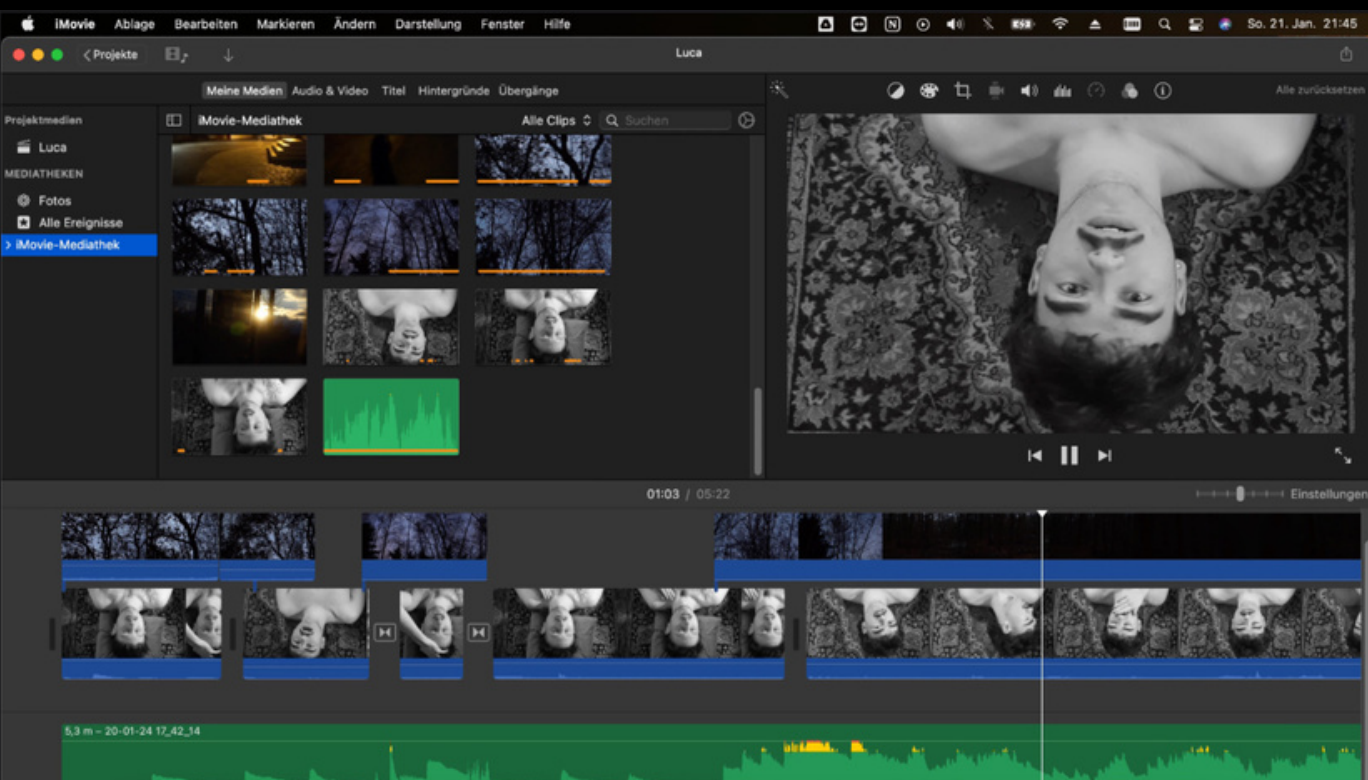 iMovie Ablage Bearbeiten Markieren Ändern Darstellung Fenster Hilfe So. 21. Jan. 21:45
Projekte Luca
Meine Medien Audio & Video Titel Hintergründe Übergänge Alle zurücksetzen
Projektmedien iMovie-Mediathek Alle Clips Suchen
Luca
MEDIATHEKEN
Fotos
Alle Ereignisse
iMovie-Mediathek
01:03 / 05:22 Einstellungen
5,3 m – 20-01-24 17_42_14